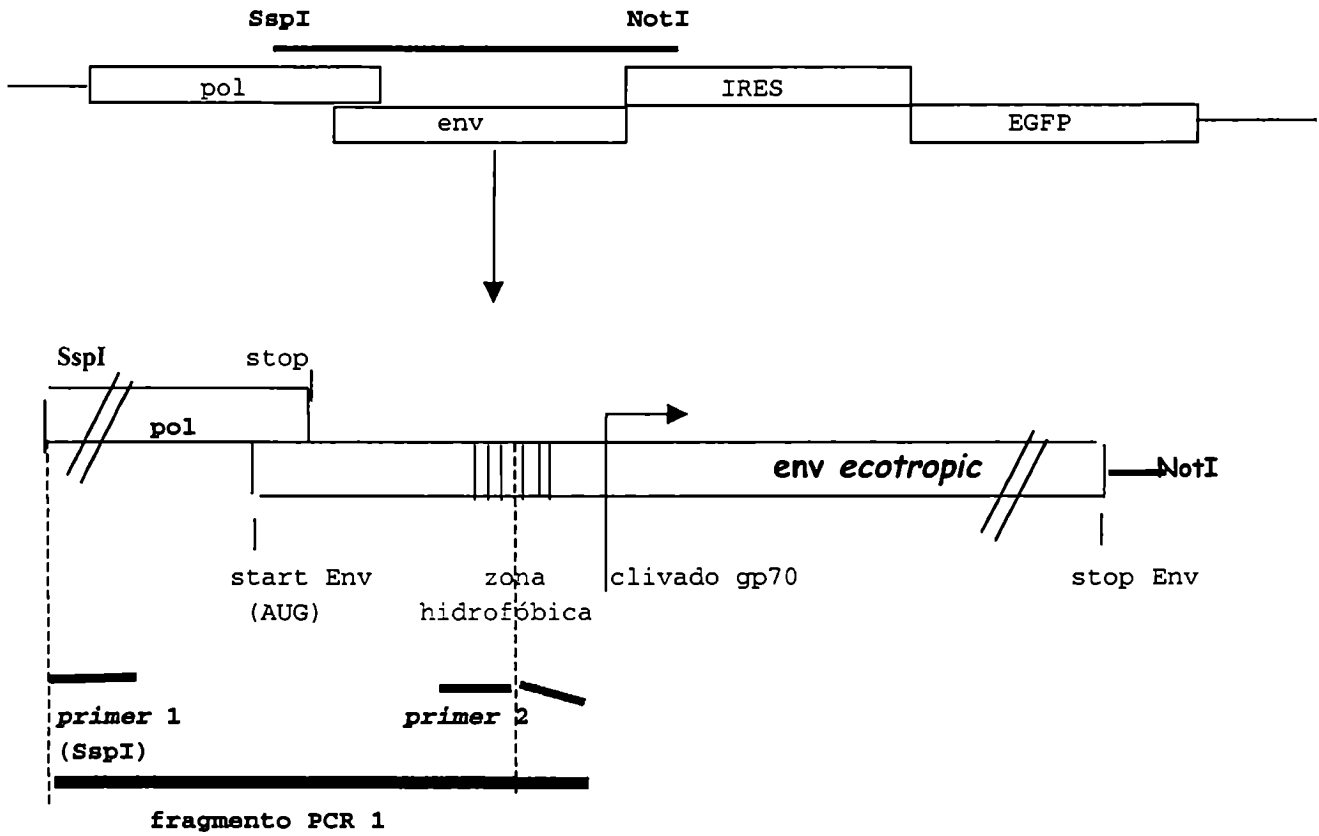 SspI NotI
pol IRES
env EGFP
SspI stop
pol
env ecotropic NotI
start Env zona clivado gp70 stop Env
(AUG) hidrofóbica
primer 1 primer 2
(SspI)
fragmento PCR 1